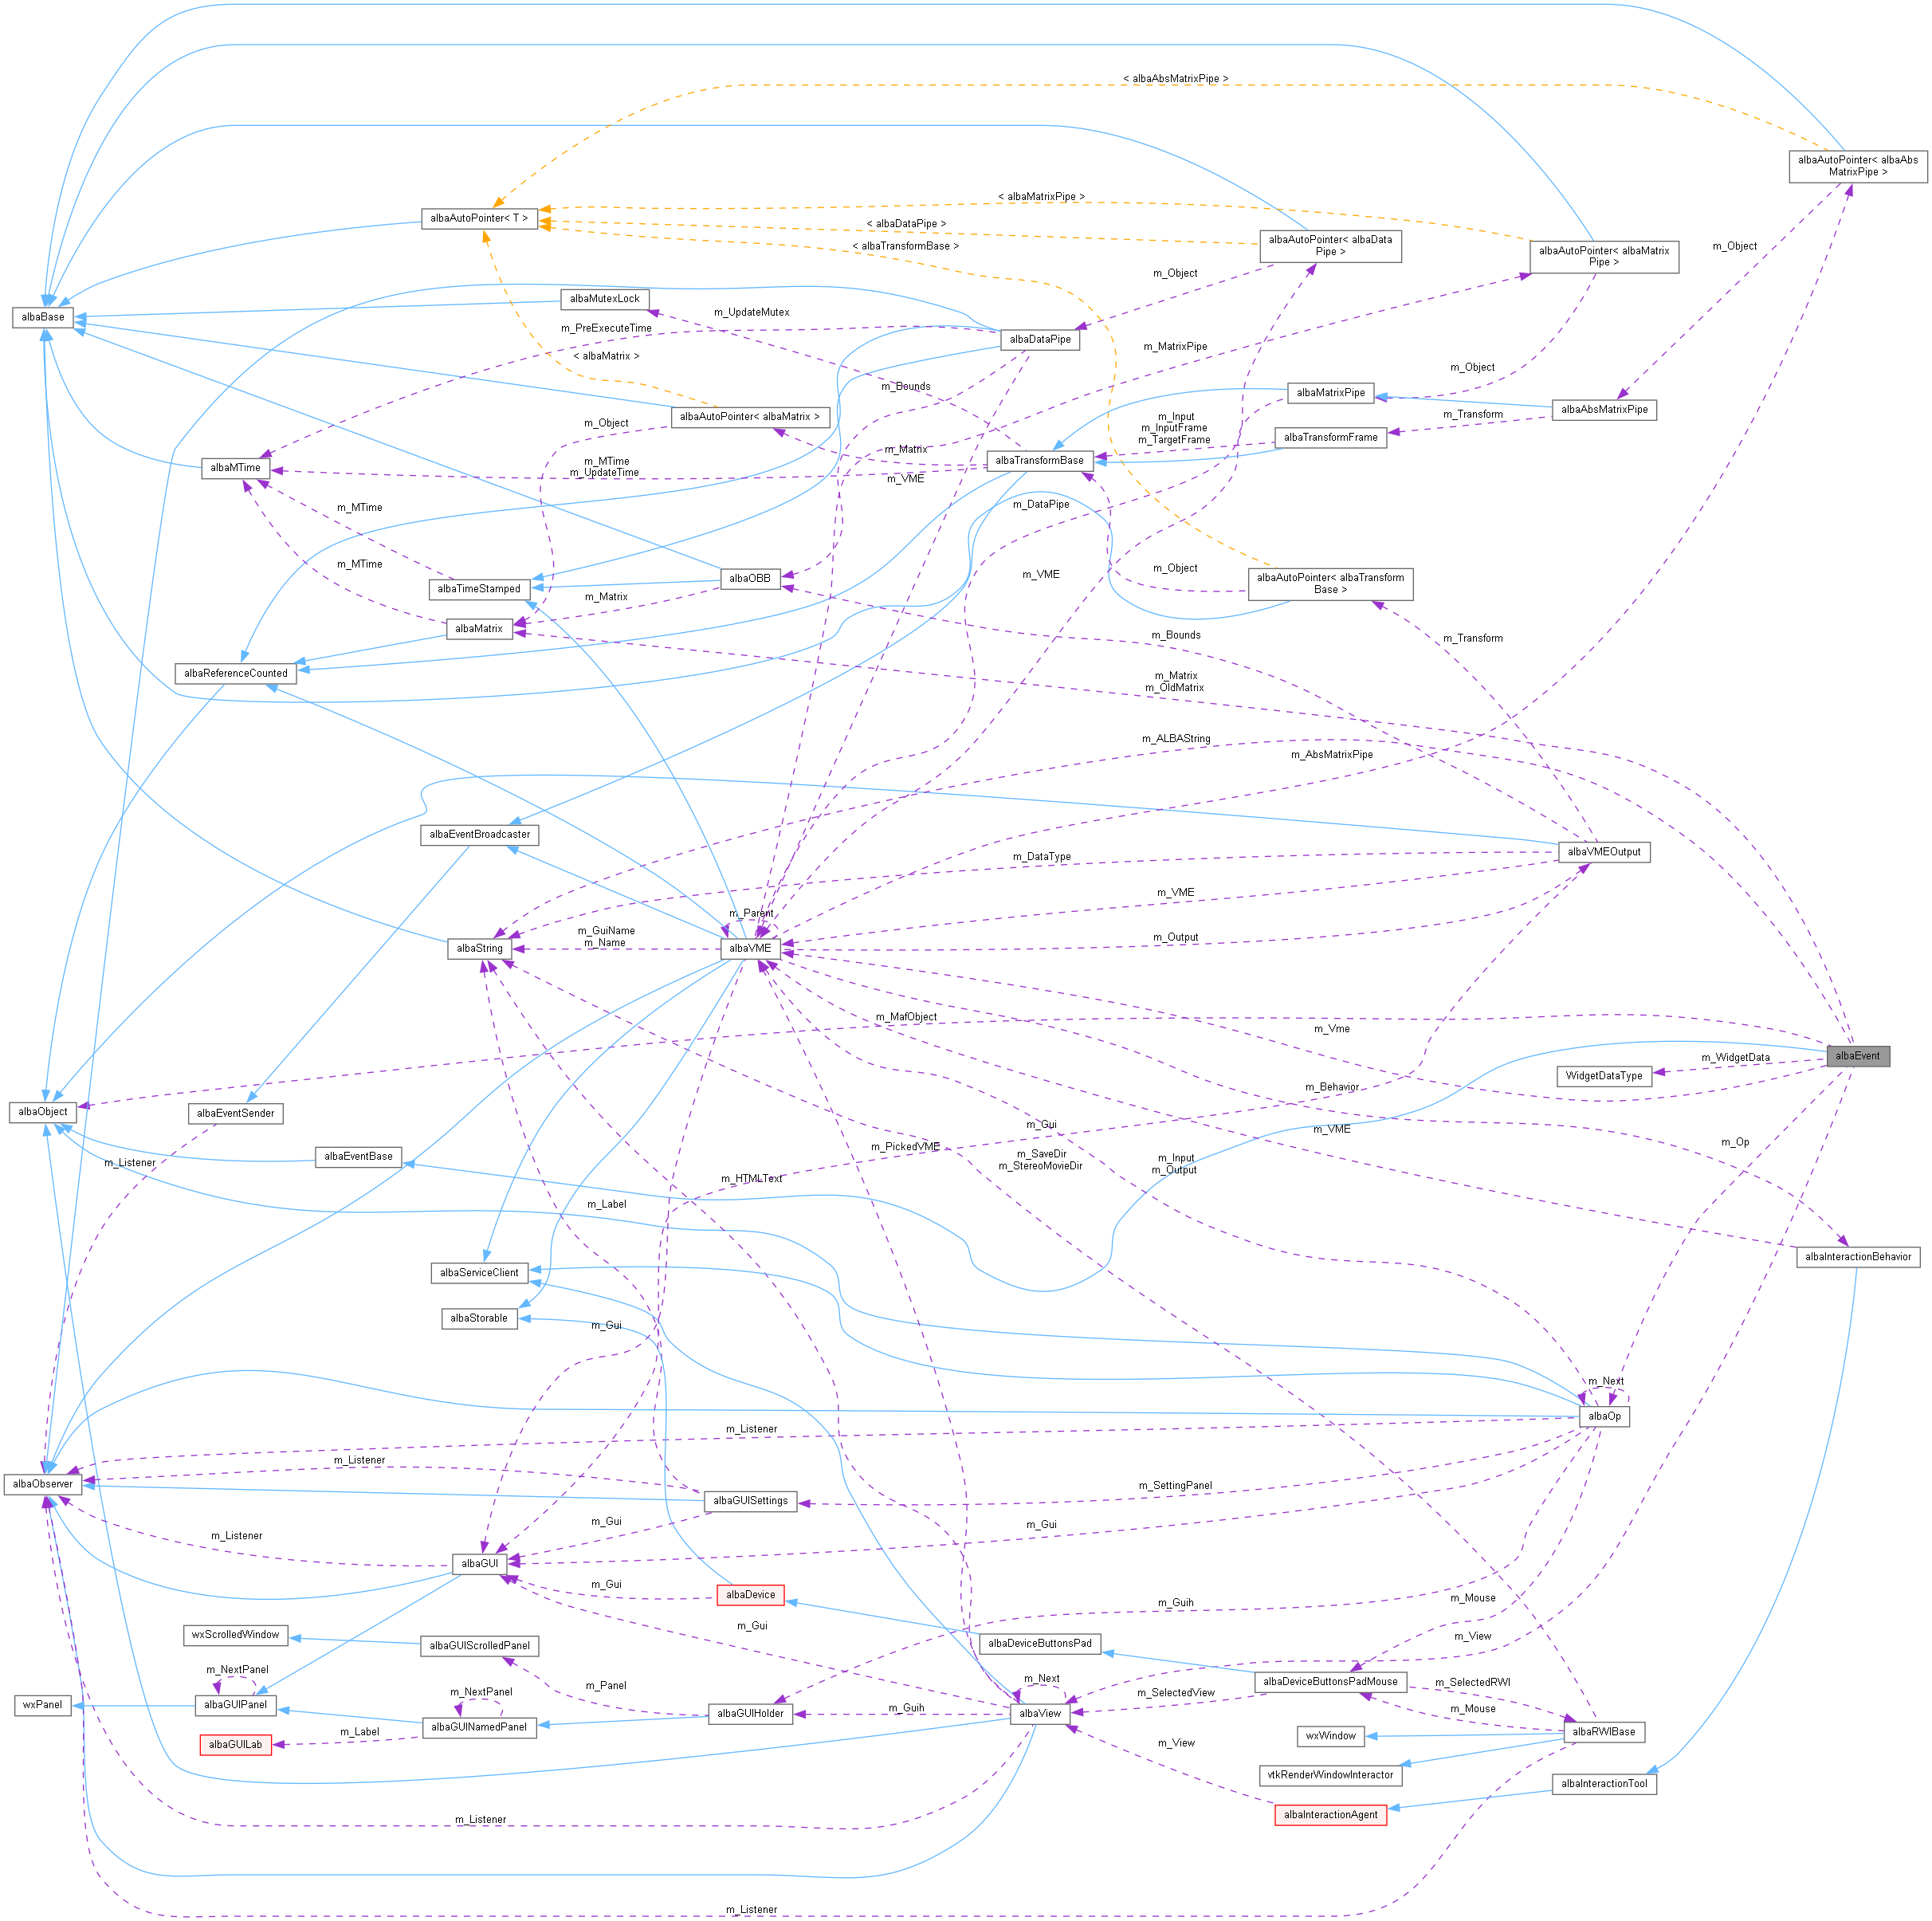 < albaAbsMatrixPipe >
albaAutoPointer< albaAbs
MatrixPipe >
< albaMatrixPipe >
albaAutoPointer< T >
< albaDataPipe >
albaAutoPointer< albaData
Pipe >
< albaTransformBase >
albaAutoPointer< albaMatrix
Pipe >
m_Object
m_Object
albaMutexLock
m_UpdateMutex
albaBase
m_PreExecuteTime
albaDataPipe
m_MatrixPipe
< albaMatrix >
m_Object
m_Bounds
albaMatrixPipe
albaAbsMatrixPipe
albaAutoPointer< albaMatrix >
m_Object
m_Input
m_InputFrame
m_TargetFrame
m_Transform
albaTransformFrame
m_Matrix
albaTransformBase
albaMTime
m_MTime
m_UpdateTime
m_VME
m_MTime
m_DataPipe
m_MTime
albaOBB
m_VME
m_Object
albaAutoPointer< albaTransform
Base >
albaTimeStamped
m_Matrix
albaMatrix
m_Bounds
m_Transform
albaReferenceCounted
m_Matrix
m_OldMatrix
m_ALBAString
m_AbsMatrixPipe
albaEventBroadcaster
m_DataType
albaVMEOutput
m_VME
m_Parent
m_GuiName
m_Name
albaString
albaVME
m_Output
m_MafObject
m_Vme
albaEvent
m_WidgetData
WidgetDataType
m_Behavior
albaObject
albaEventSender
m_Gui
m_VME
m_Op
m_PickedVME
albaEventBase
m_Listener
m_SaveDir
m_StereoMovieDir
m_Input
m_Output
m_HTMLText
m_Label
albaInteractionBehavior
albaServiceClient
albaStorable
m_Gui
m_Next
albaOp
m_Listener
m_Listener
albaObserver
m_SettingPanel
albaGUISettings
m_Listener
m_Gui
m_Gui
albaGUI
m_Gui
albaDevice
m_Guih
m_Mouse
m_Gui
wxScrolledWindow
albaGUIScrolledPanel
albaDeviceButtonsPad
m_View
m_NextPanel
m_Next
albaDeviceButtonsPadMouse
m_SelectedRWI
m_Panel
m_NextPanel
m_SelectedView
wxPanel
albaGUIPanel
m_Guih
m_Mouse
albaGUIHolder
albaView
albaGUINamedPanel
m_Label
albaGUILab
albaRWIBase
wxWindow
m_View
vtkRenderWindowInteractor
albaInteractionTool
albaInteractionAgent
m_Listener
m_Listener